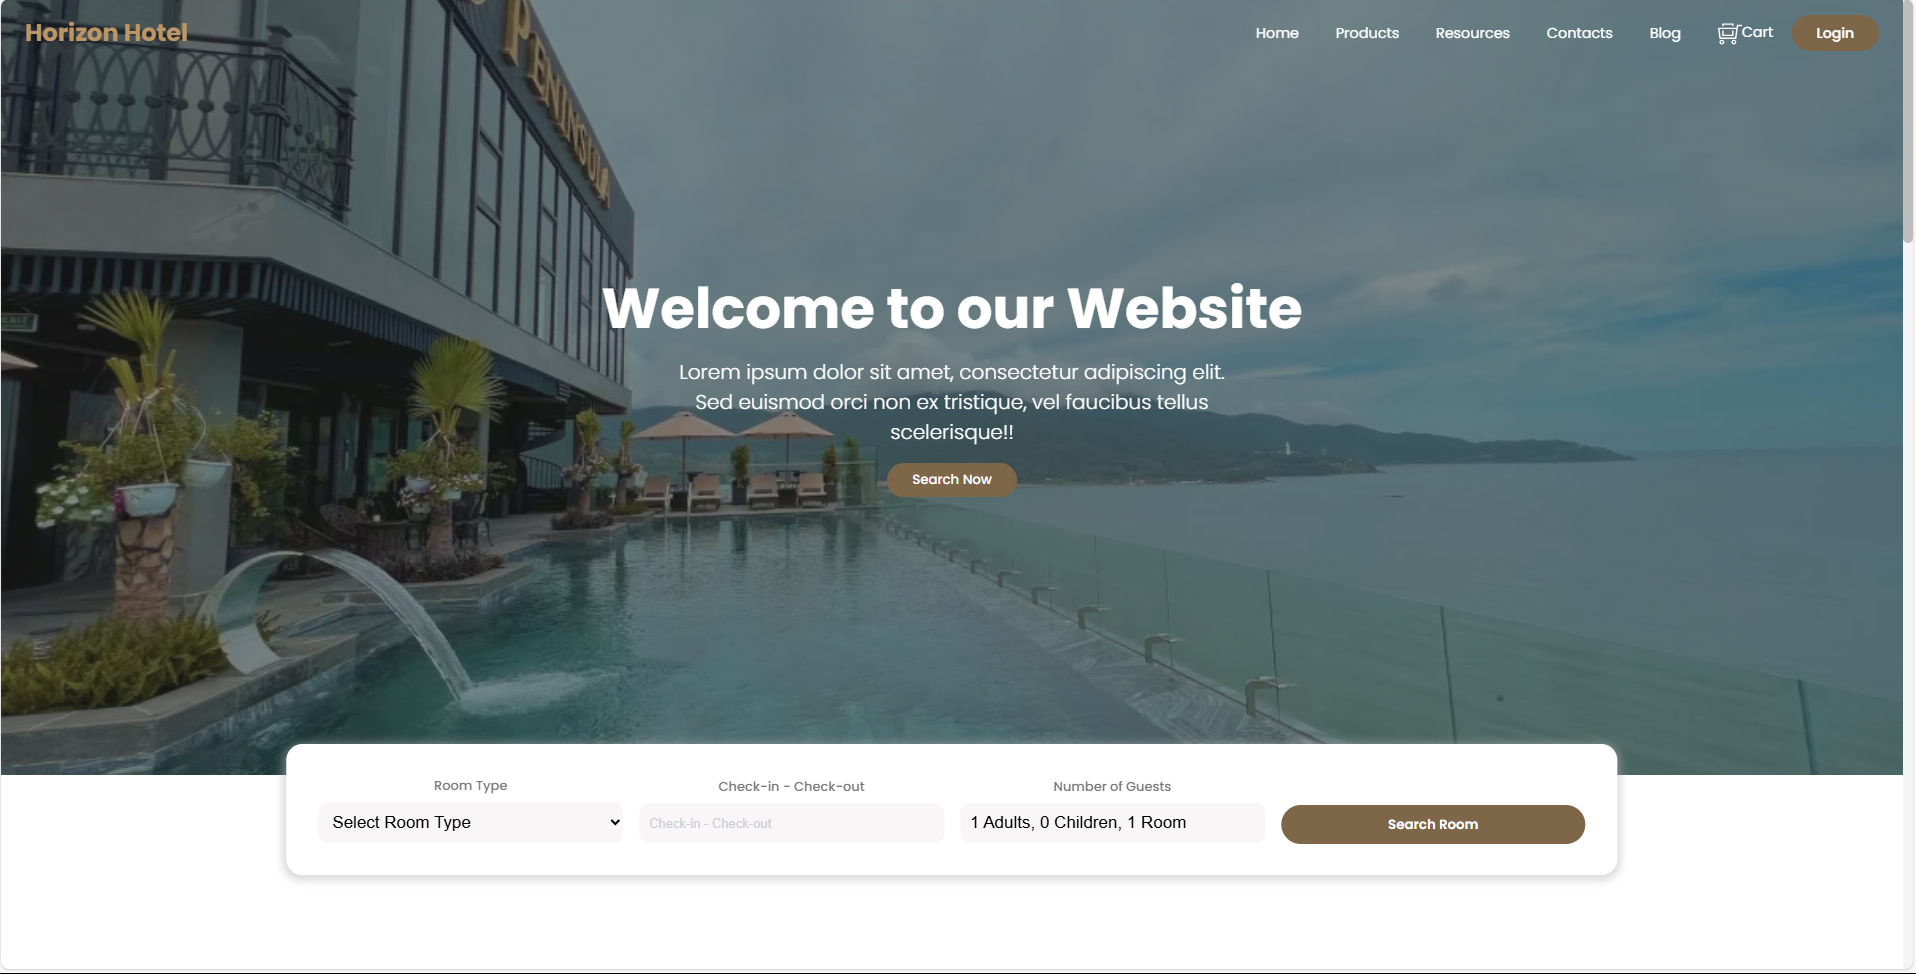 Horizon Hotel
Home Products Resources Contacts Blog Cart Login
PENINSULA
EXIT
Welcome to our Website
Lorem ipsum dolor sit amet, consectetur adipiscing elit.
Sed euismod orci non ex tristique, vel faucibus tellus
scelerisque!!
Search Now
Room Type
Select Room Type
Check-in - Check-out
Check-in - Check-out
Number of Guests
1 Adults, 0 Children, 1 Room
Search Room